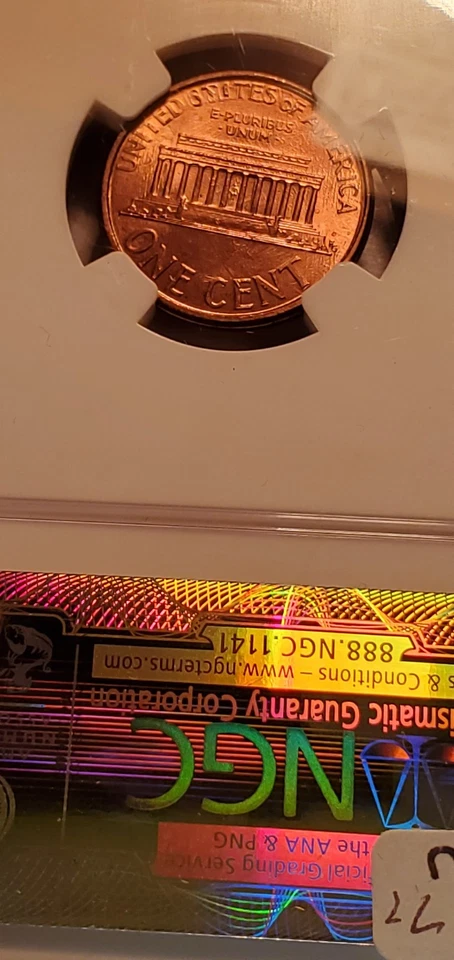 UNITED STATES OF AMERICA
E·PLURIBUS
·UNUM·
ONE CENT
888.NGC.1141
s & Conditions – www.ngcterms.com
ismatic Guaranty Corporation
NGC
ficial Grading Service
the ANA & PNG